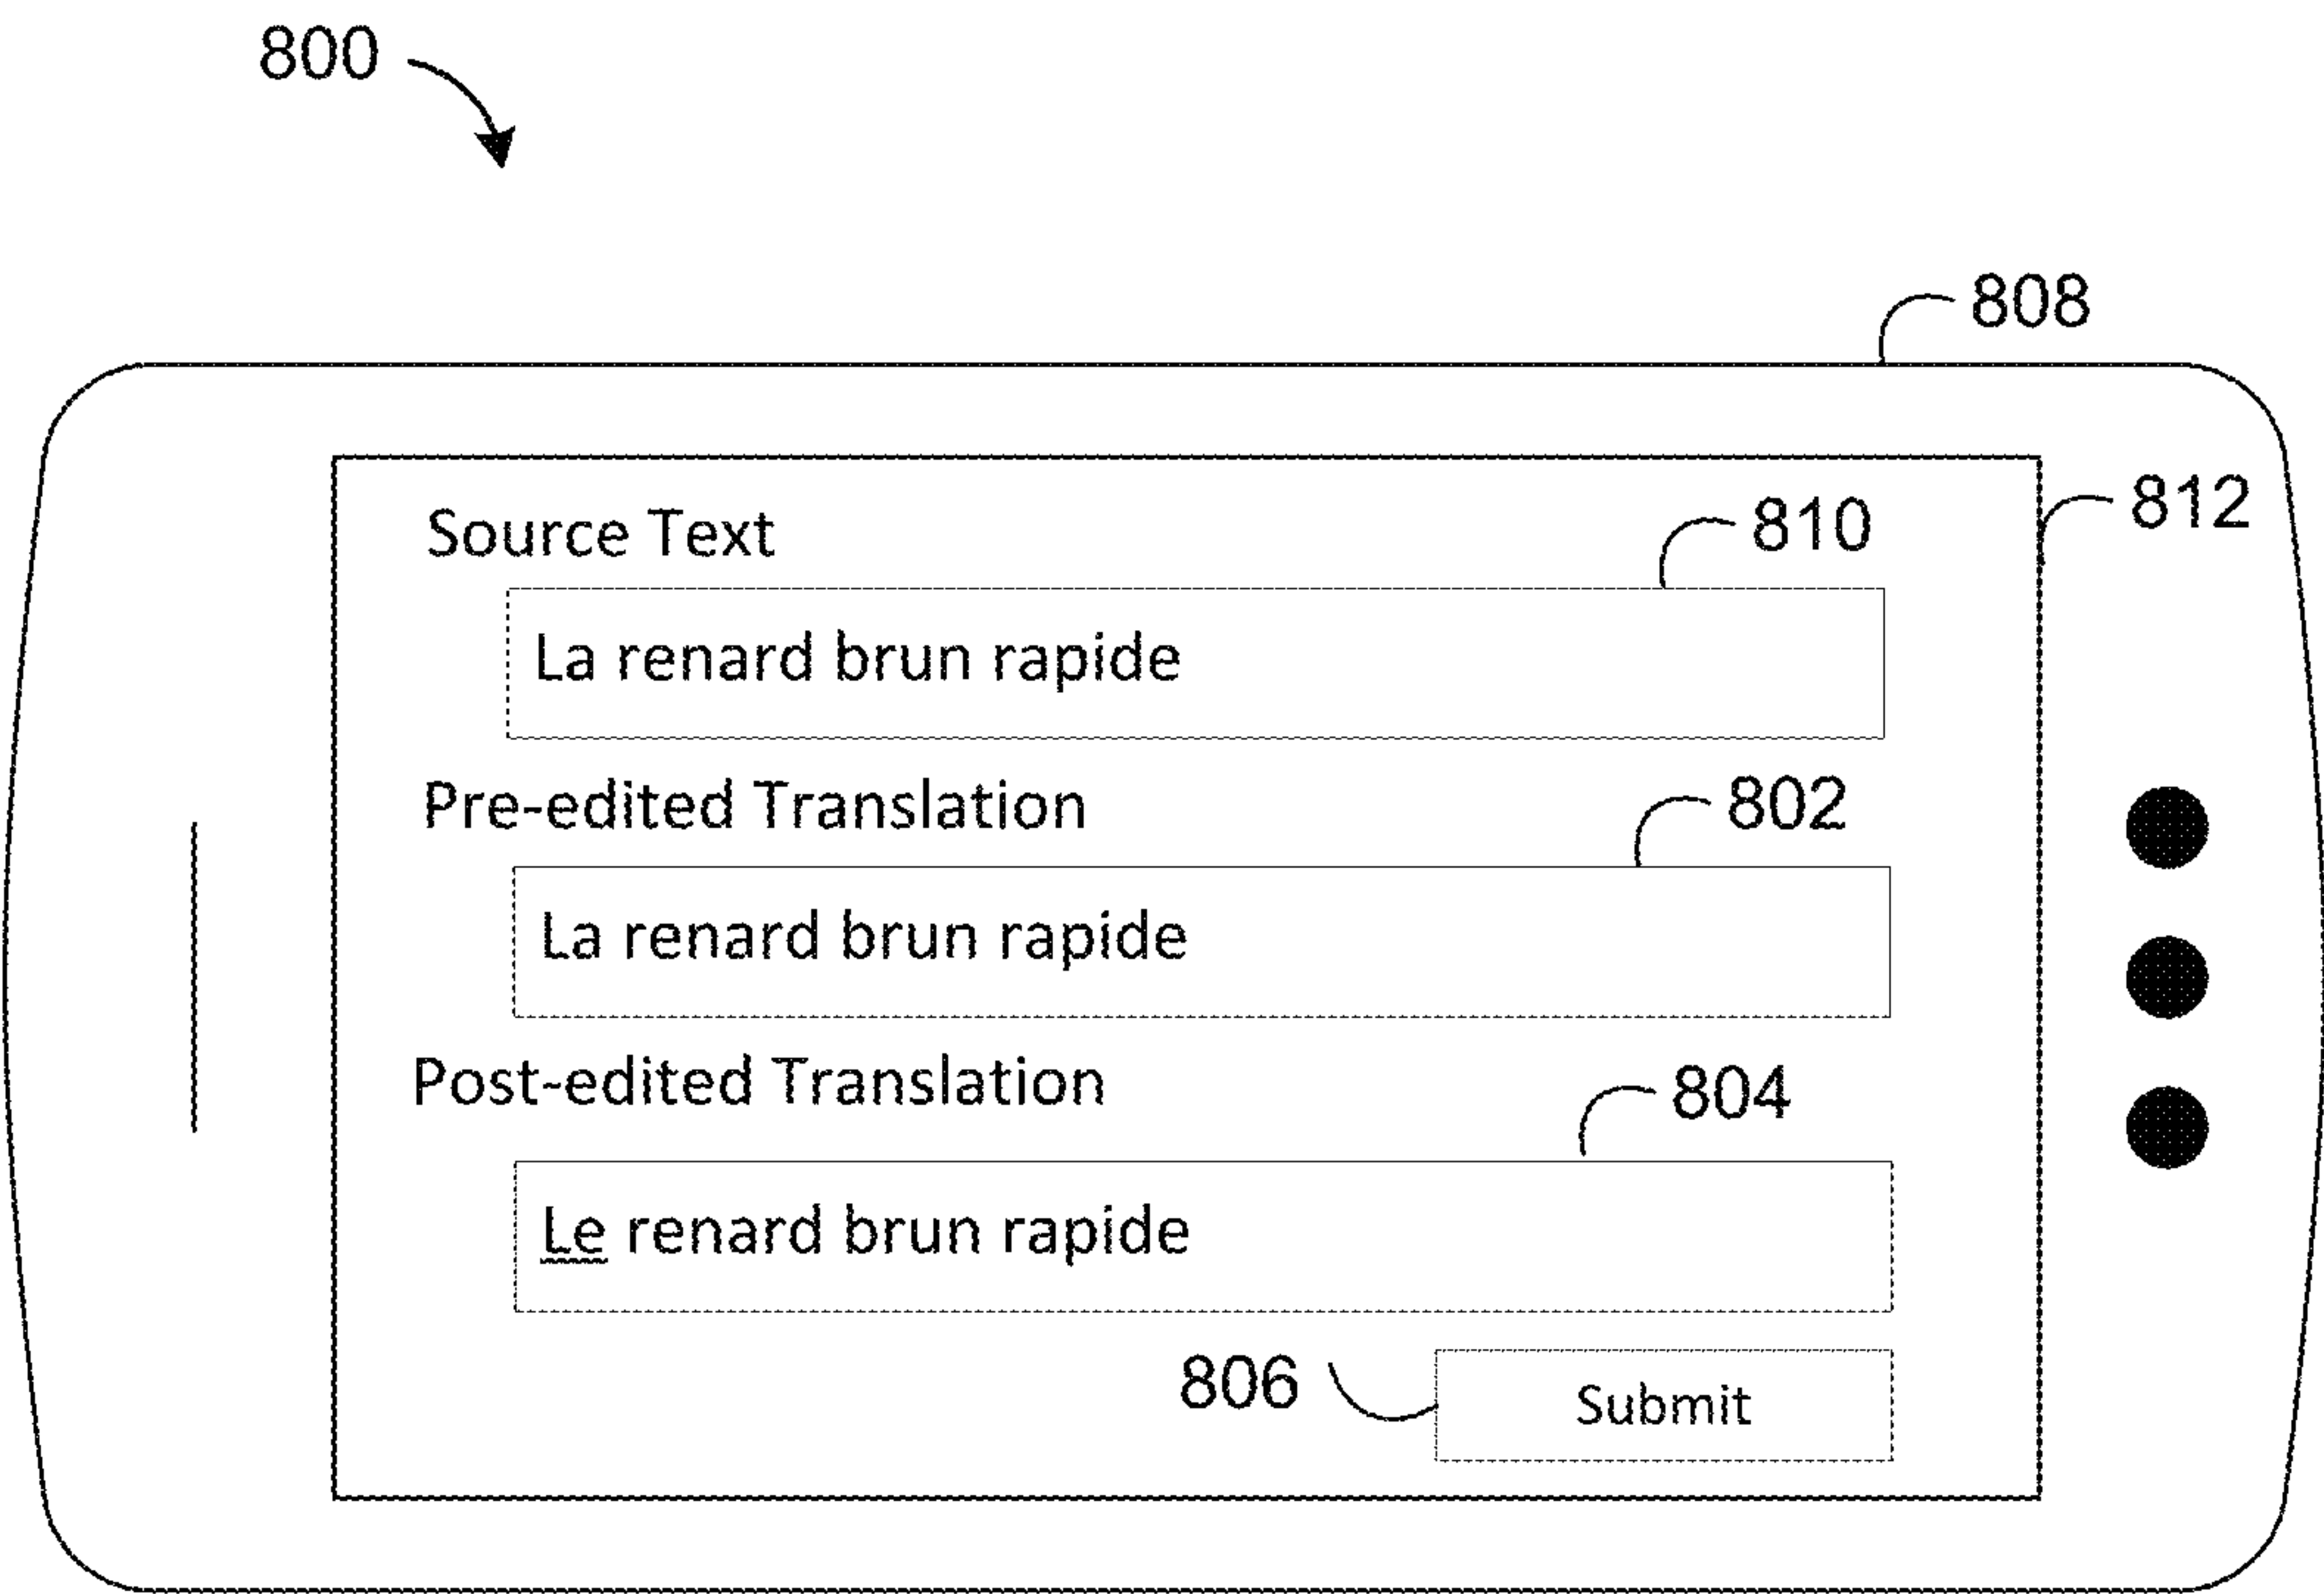 800
808
812
Source Text
810
La renard brun rapide
Pre-edited Translation
802
La renard brun rapide
Post-edited Translation
804
Le renard brun rapide
806
Submit